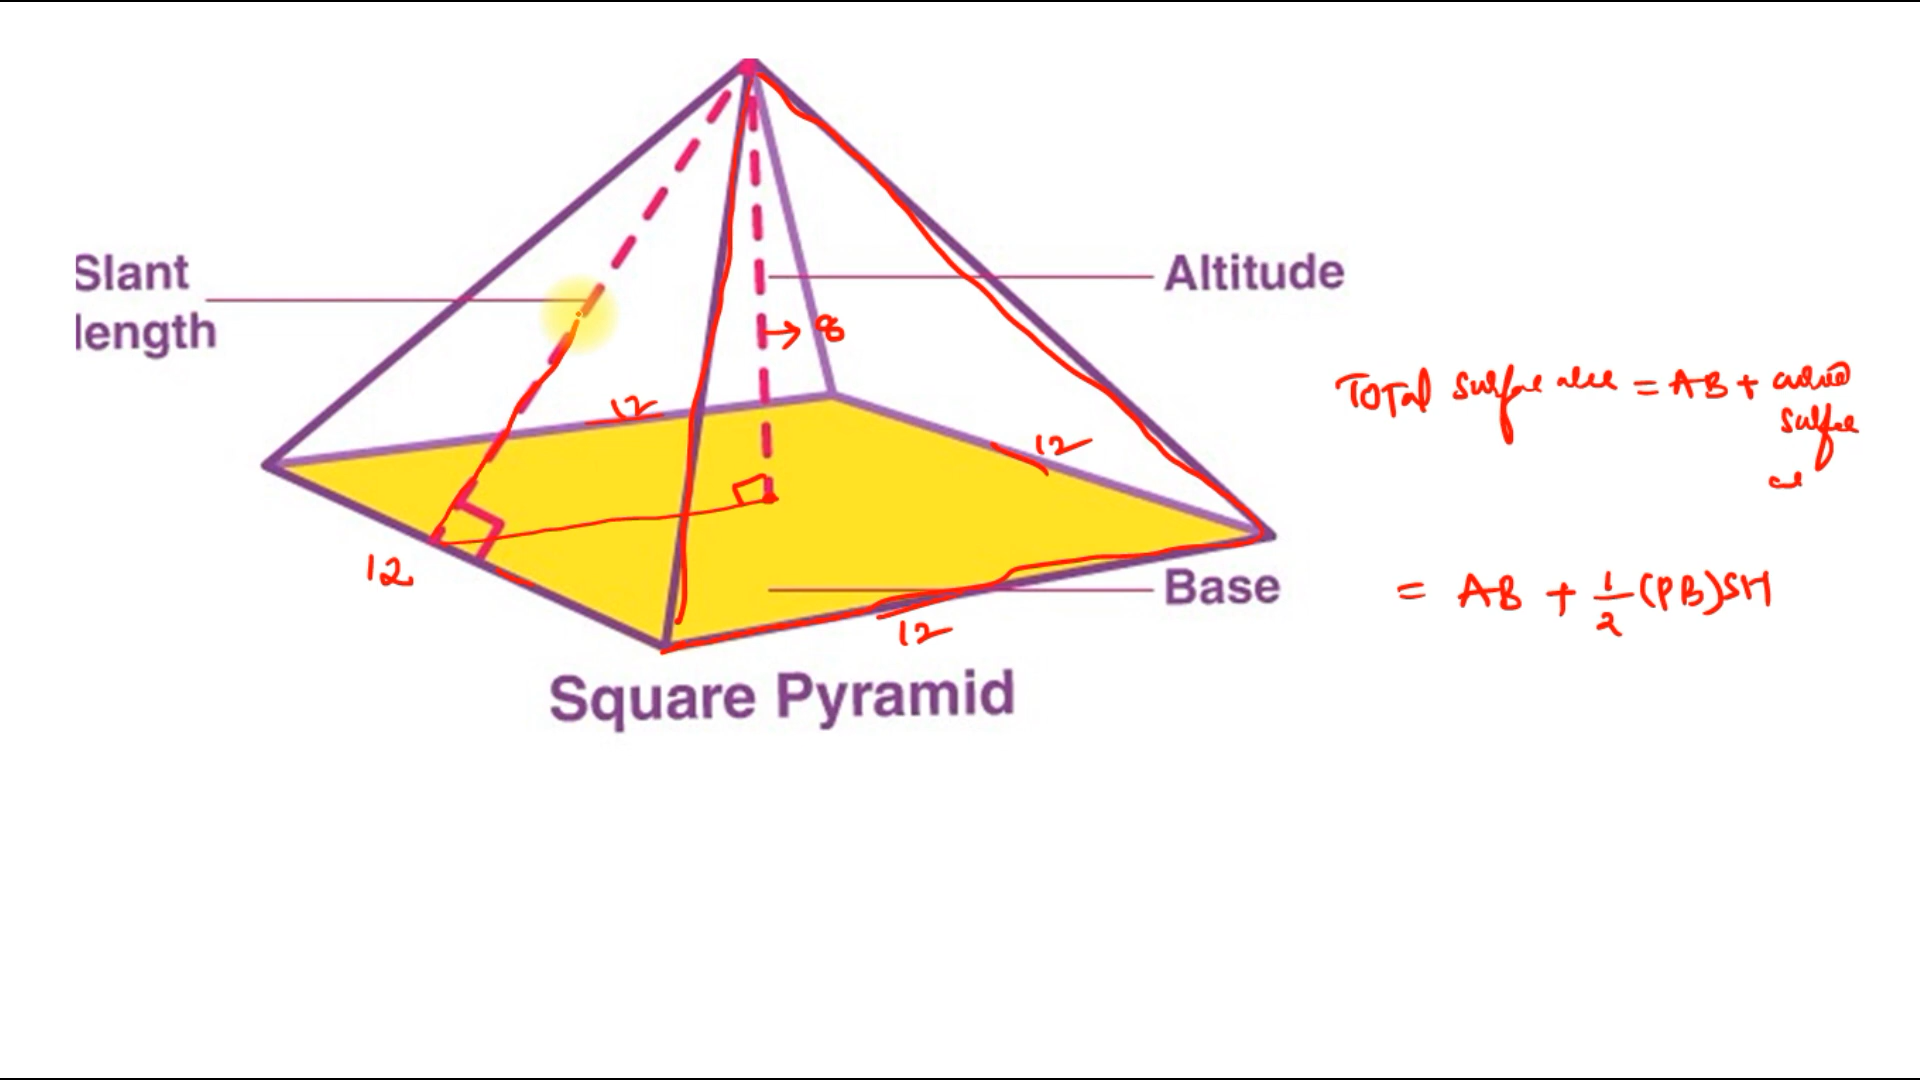 Slant
length
Altitude
8
12
12
12
12
Base
Square Pyramid
Total surface area = AB +
surface
= AB + 1/2 (PB)SH